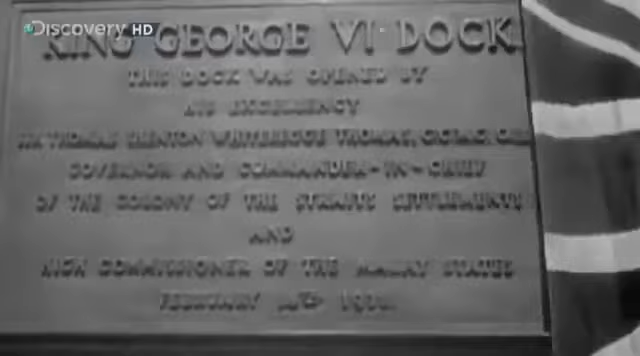 Discovery HD
KING GEORGE VI DOCK
THIS DOCK WAS OPENED BY
HIS EXCELLENCY
SIR THOMAS SHENTON WHITELEGGE THOMAS,
GOVERNOR AND COMMANDER-IN-CHIEF
OF THE COLONY OF THE STRAITS SETTLEMENTS
AND
HIGH COMMISSIONER OF THE MALAY STATES
FEBRUARY